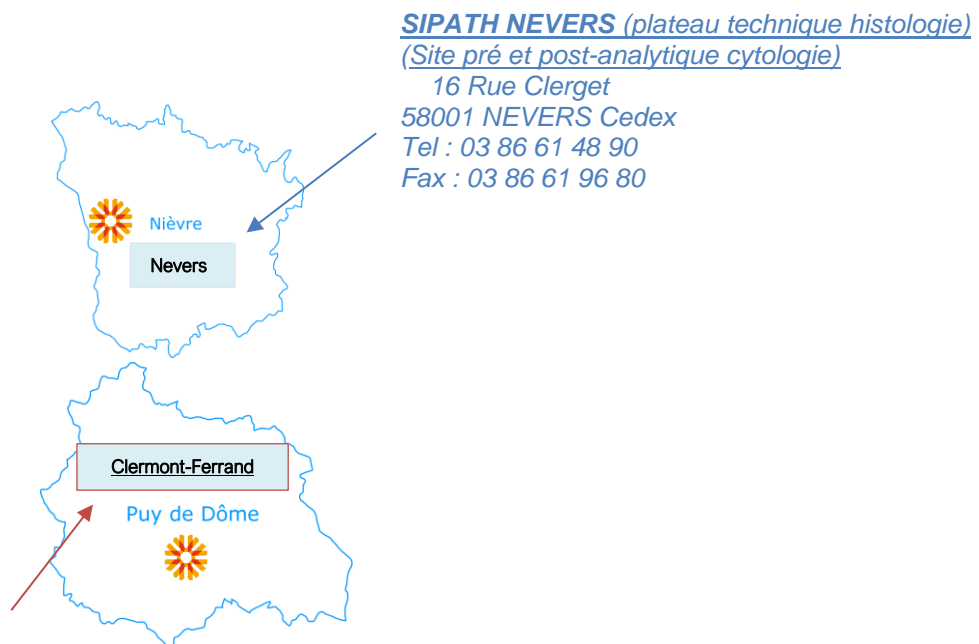 SIPATH NEVERS (plateau technique histologie)
(Site pré et post-analytique cytologie)
16 Rue Clerget
58001 NEVERS Cedex
Tel : 03 86 61 48 90
Fax : 03 86 61 96 80
Nièvre
Nevers
Clermont-Ferrand
Puy de Dôme